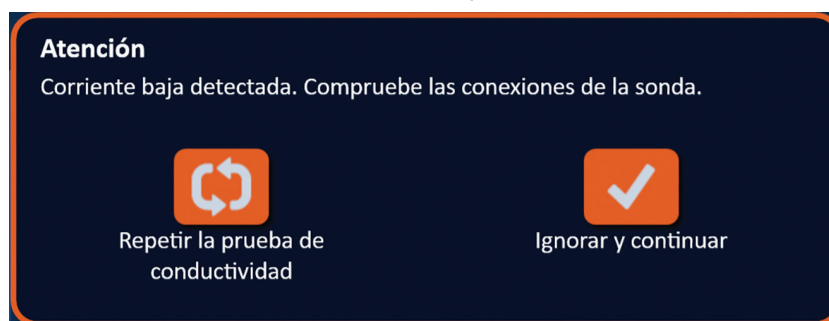 Atención
Corriente baja detectada. Compruebe las conexiones de la sonda.
Repetir la prueba de
conductividad
Ignorar y continuar